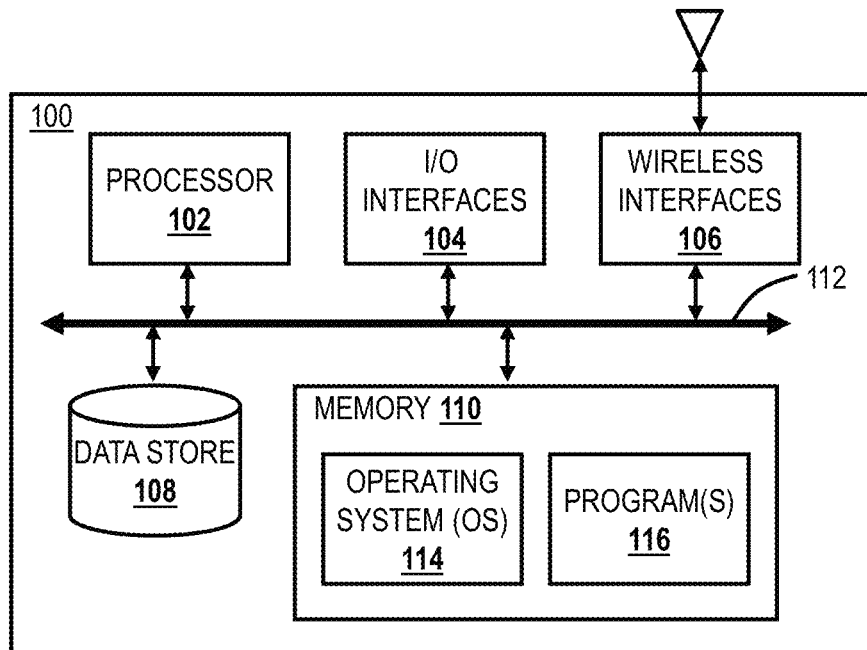 100
PROCESSOR
102
I/O
INTERFACES
104
WIRELESS
INTERFACES
106
112
DATA STORE
108
MEMORY 110
OPERATING
SYSTEM (OS)
114
PROGRAM(S)
116